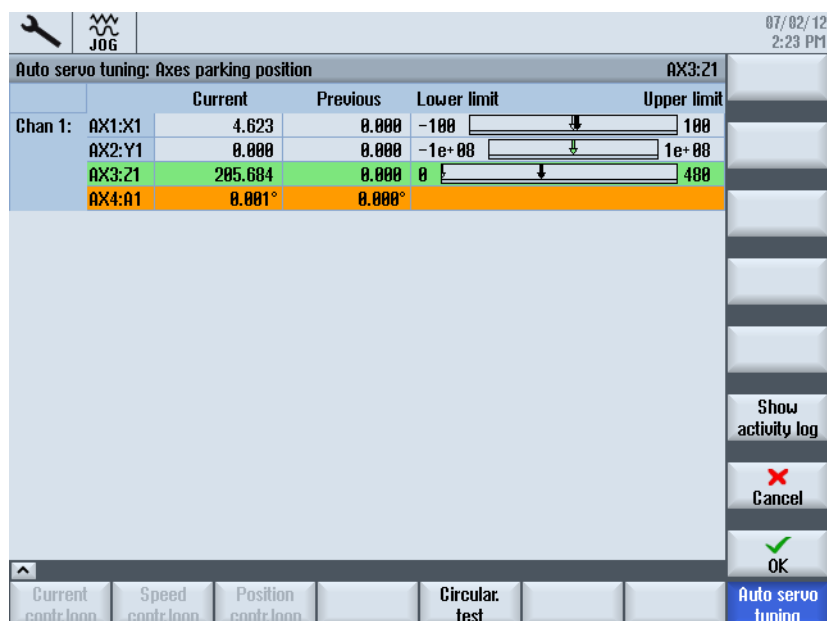 JOG
07/02/12
2:23 PM
Auto servo tuning: Axes parking position AX3:Z1
Current Previous Lower limit Upper limit
Chan 1: AX1:X1 4.623 0.000 -100 100
AX2:Y1 0.000 0.000 -1e+08 1e+08
AX3:Z1 205.684 0.000 0 480
AX4:A1 0.001° 0.000°
Show
activity log
Cancel
OK
Current
contr.loop
Speed
contr.loop
Position
contr.loop
Circular.
test
Auto servo
tuning